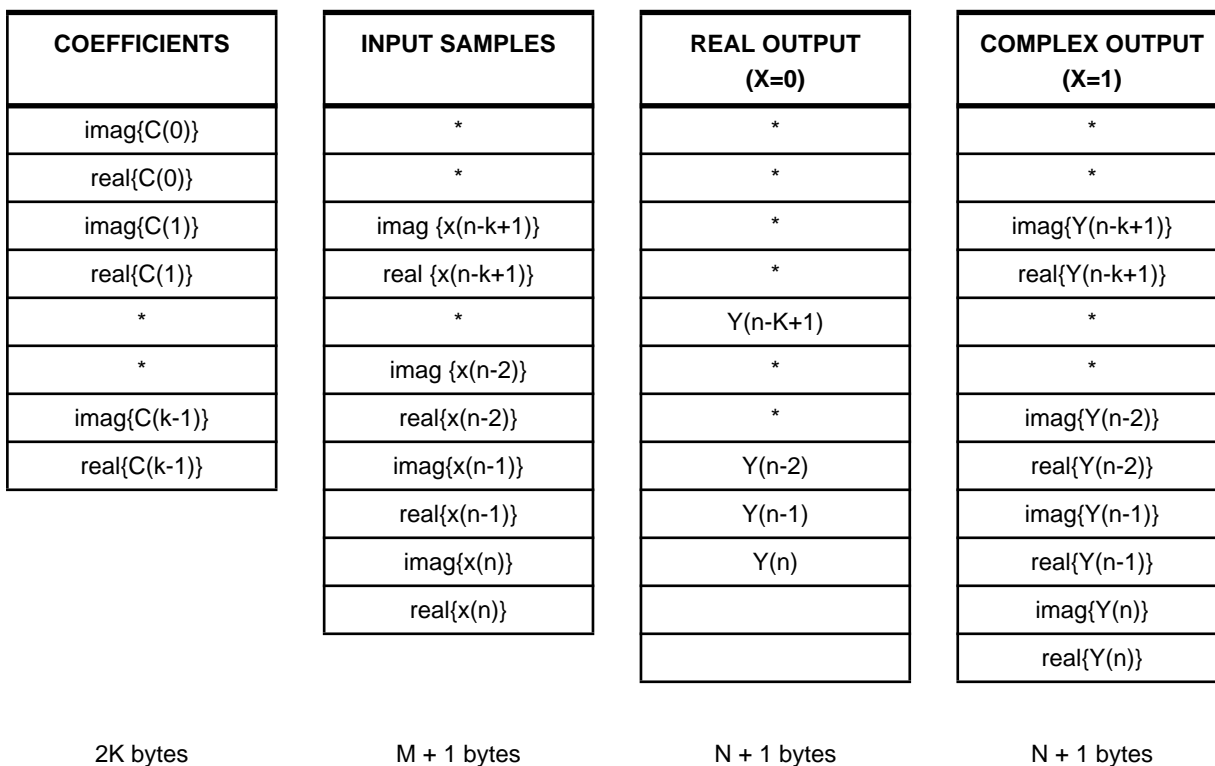 COEFFICIENTS INPUT SAMPLES REAL OUTPUT COMPLEX OUTPUT
(X=0) (X=1)
imag{C(0)} * * *
real{C(0)} * * *
imag{C(1)} imag {x(n-k+1)} * imag{Y(n-k+1)}
real{C(1)} real {x(n-k+1)} * real{Y(n-k+1)}
* * Y(n-K+1) *
* imag {x(n-2)} * *
imag{C(k-1)} real{x(n-2)} * imag{Y(n-2)}
real{C(k-1)} imag{x(n-1)} Y(n-2) real{Y(n-2)}
real{x(n-1)} Y(n-1) imag{Y(n-1)}
imag{x(n)} Y(n) real{Y(n-1)}
real{x(n)} imag{Y(n)}
real{Y(n)}
2K bytes M + 1 bytes N + 1 bytes N + 1 bytes